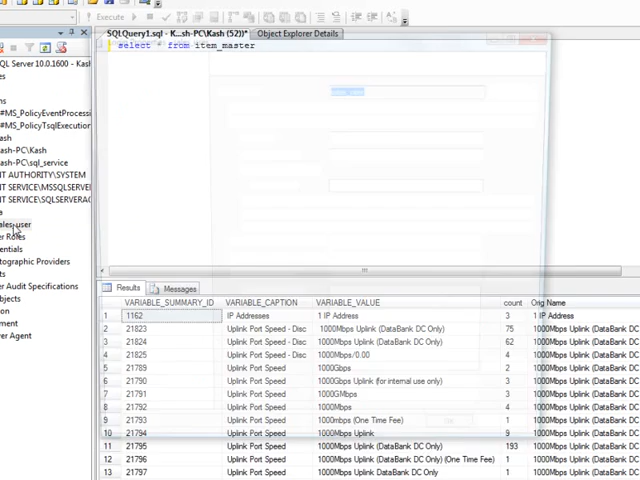 Execute
SQLQuery1.sql - K...sh-PC\Kash (52))*
Object Explorer Details
select * from item_master
QL Server 10.0.1600 - Kash
es
ns
#MS_PolicyEventProcessi
#MS_PolicyTsqlExecution
ash
ash-PC\Kash
ash-PC\sql_service
IT AUTHORITY\SYSTEM
IT SERVICE\MSSQLSERVER
IT SERVICE\SQLSERVERAG
a
ales_user
er Roles
entials
tographic Providers
ts
er Audit Specifications
bjects
on
ment
er Agent
Results
Messages
VARIABLE_SUMMARY_ID VARIABLE_CAPTION VARIABLE_VALUE count Orig Name
1 1162 IP Addresses 1 IP Address 3 1 IP Address
2 21823 Uplink Port Speed - Disc 1000Mbps Uplink (DataBank DC Only) 75 1000Mbps Uplink (DataBank DC
3 21824 Uplink Port Speed - Disc 1000Mbps Uplink (DataBank DC Only) 62 1000Mbps Uplink (DataBank DC
4 21825 Uplink Port Speed - Disc 1000Mbps/0.00 4 1000Mbps Uplink (DataBank DC
5 21789 Uplink Port Speed 1000Gbps 2 1000Mbps Uplink (DataBank DC
6 21790 Uplink Port Speed 1000Gbps Uplink (for internal use only) 3 1000Mbps Uplink (DataBank DC
7 21791 Uplink Port Speed 1000GMbps 3 1000Mbps Uplink (DataBank DC
8 21792 Uplink Port Speed 1000Mbps 4 1000Mbps Uplink (DataBank DC
9 21793 Uplink Port Speed 1000mbps (One Time Fee) 1 1000Mbps Uplink (DataBank DC
10 21794 Uplink Port Speed 1000Mbps Uplink 9 1000Mbps Uplink (DataBank DC
11 21795 Uplink Port Speed 1000Mbps Uplink (DataBank DC Only) 193 1000Mbps Uplink (DataBank DC
12 21796 Uplink Port Speed 1000Mbps Uplink (DataBank DC Only) (One Time Fee) 1 1000Mbps Uplink (DataBank DC
13 21797 Uplink Port Speed 1000Mbps Uplink DataBank DC Only 1 1000Mbps Uplink (DataBank DC